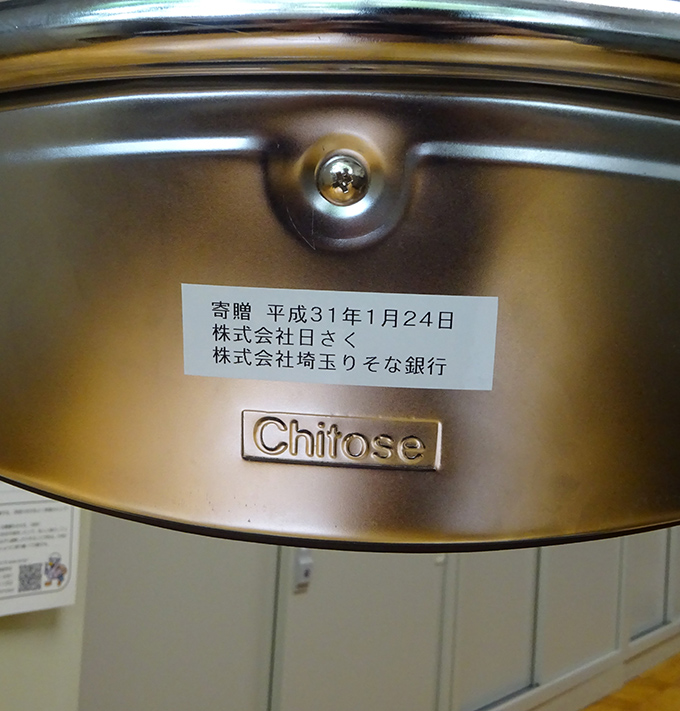 寄贈 平成31年1月24日
株式会社日さく
株式会社埼玉りそな銀行
Chitose